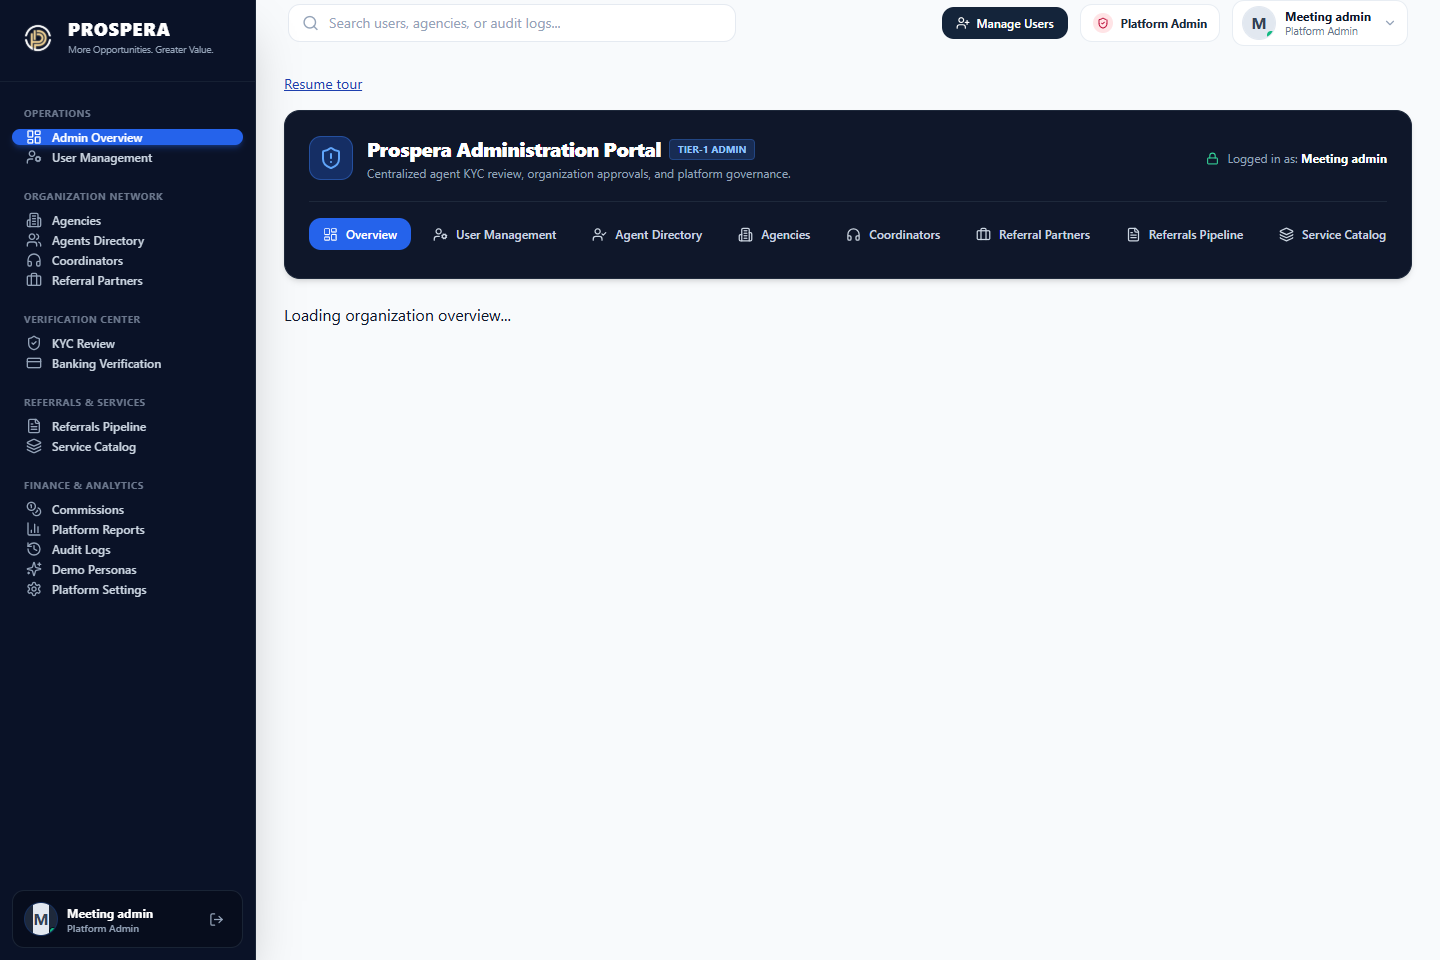 PROSPERA
More Opportunities. Greater Value.
OPERATIONS
Admin Overview
User Management
ORGANIZATION NETWORK
Agencies
Agents Directory
Coordinators
Referral Partners
VERIFICATION CENTER
KYC Review
Banking Verification
REFERRALS & SERVICES
Referrals Pipeline
Service Catalog
FINANCE & ANALYTICS
Commissions
Platform Reports
Audit Logs
Demo Personas
Platform Settings
M
Meeting admin
Platform Admin
Search users, agencies, or audit logs...
Manage Users
Platform Admin
M
Meeting admin
Platform Admin
Resume tour
Prospera Administration Portal
TIER-1 ADMIN
Centralized agent KYC review, organization approvals, and platform governance.
Logged in as: Meeting admin
Overview
User Management
Agent Directory
Agencies
Coordinators
Referral Partners
Referrals Pipeline
Service Catalog
Loading organization overview...